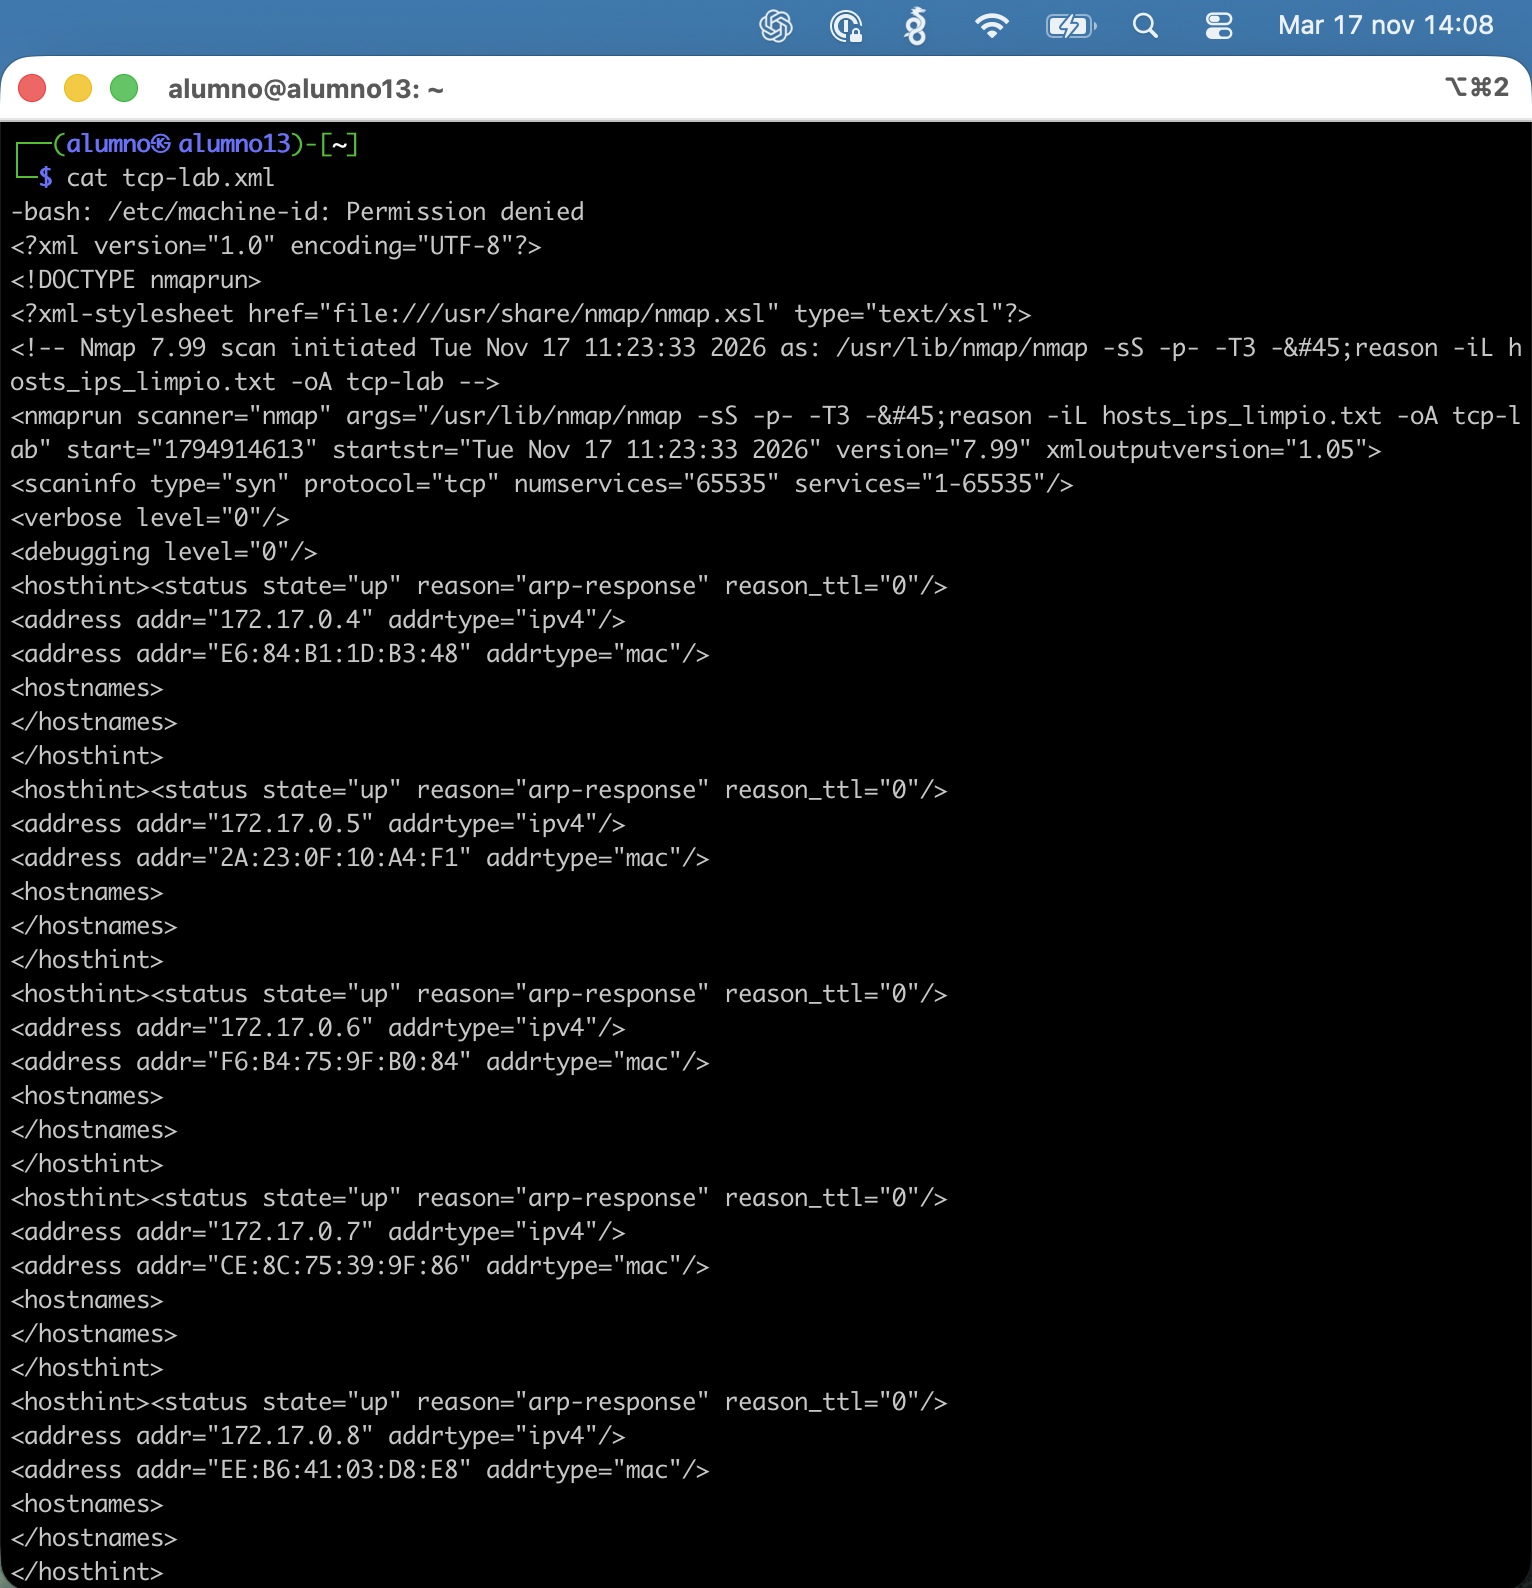 Mar 17 nov 14:08
alumno@alumno13: ~ ⌥⌘2
┌──(alumno㉿alumno13)-[~]
└─$ cat tcp-lab.xml
-bash: /etc/machine-id: Permission denied
<?xml version="1.0" encoding="UTF-8"?>
<!DOCTYPE nmaprun>
<?xml-stylesheet href="file:///usr/share/nmap/nmap.xsl" type="text/xsl"?>
<!-- Nmap 7.99 scan initiated Tue Nov 17 11:23:33 2026 as: /usr/lib/nmap/nmap -sS -p- -T3 -&#45;reason -iL h
osts_ips_limpio.txt -oA tcp-lab -->
<nmaprun scanner="nmap" args="/usr/lib/nmap/nmap -sS -p- -T3 -&#45;reason -iL hosts_ips_limpio.txt -oA tcp-l
ab" start="1794914613" startstr="Tue Nov 17 11:23:33 2026" version="7.99" xmloutputversion="1.05">
<scaninfo type="syn" protocol="tcp" numservices="65535" services="1-65535"/>
<verbose level="0"/>
<debugging level="0"/>
<hosthint><status state="up" reason="arp-response" reason_ttl="0"/>
<address addr="172.17.0.4" addrtype="ipv4"/>
<address addr="E6:84:B1:1D:B3:48" addrtype="mac"/>
<hostnames>
</hostnames>
</hosthint>
<hosthint><status state="up" reason="arp-response" reason_ttl="0"/>
<address addr="172.17.0.5" addrtype="ipv4"/>
<address addr="2A:23:0F:10:A4:F1" addrtype="mac"/>
<hostnames>
</hostnames>
</hosthint>
<hosthint><status state="up" reason="arp-response" reason_ttl="0"/>
<address addr="172.17.0.6" addrtype="ipv4"/>
<address addr="F6:B4:75:9F:B0:84" addrtype="mac"/>
<hostnames>
</hostnames>
</hosthint>
<hosthint><status state="up" reason="arp-response" reason_ttl="0"/>
<address addr="172.17.0.7" addrtype="ipv4"/>
<address addr="CE:8C:75:39:9F:86" addrtype="mac"/>
<hostnames>
</hostnames>
</hosthint>
<hosthint><status state="up" reason="arp-response" reason_ttl="0"/>
<address addr="172.17.0.8" addrtype="ipv4"/>
<address addr="EE:B6:41:03:D8:E8" addrtype="mac"/>
<hostnames>
</hostnames>
</hosthint>